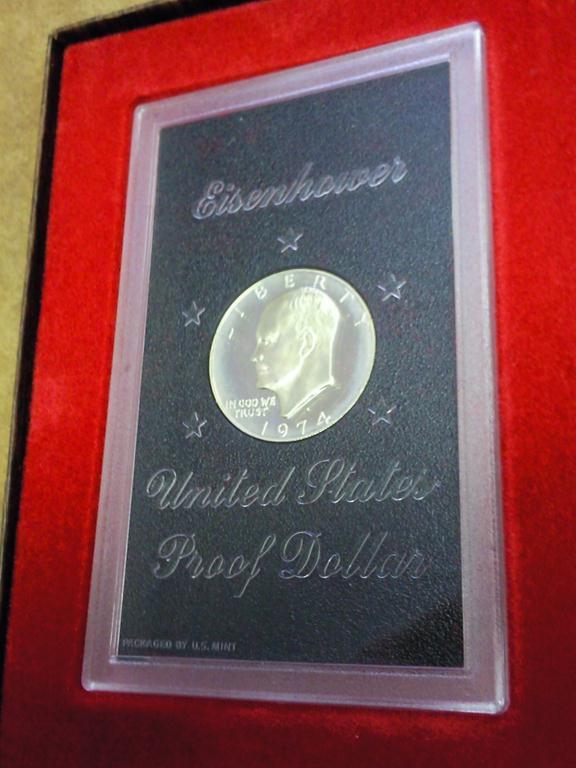 Eisenhower
LIBERTY
IN GOD WE
TRUST
1974
United States
Proof Dollar
PACKAGED BY U.S. MINT